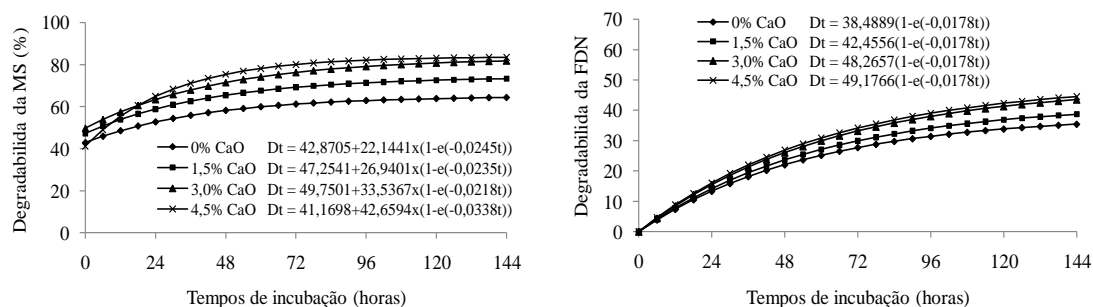 Degradabilida da MS (%)
100
80
60
40
20
0
0% CaO Dt = 42,8705+22,1441x(1-e(-0,0245t))
1,5% CaO Dt = 47,2541+26,9401x(1-e(-0,0235t))
3,0% CaO Dt = 49,7501+33,5367x(1-e(-0,0218t))
4,5% CaO Dt = 41,1698+42,6594x(1-e(-0,0338t))
0 24 48 72 96 120 144
Tempos de incubação (horas)
Degradabilida da FDN
70
60
50
40
30
20
10
0
0% CaO Dt = 38,4889(1-e(-0,0178t))
1,5% CaO Dt = 42,4556(1-e(-0,0178t))
3,0% CaO Dt = 48,2657(1-e(-0,0178t))
4,5% CaO Dt = 49,1766(1-e(-0,0178t))
0 24 48 72 96 120 144
Tempos de incubação (horas)